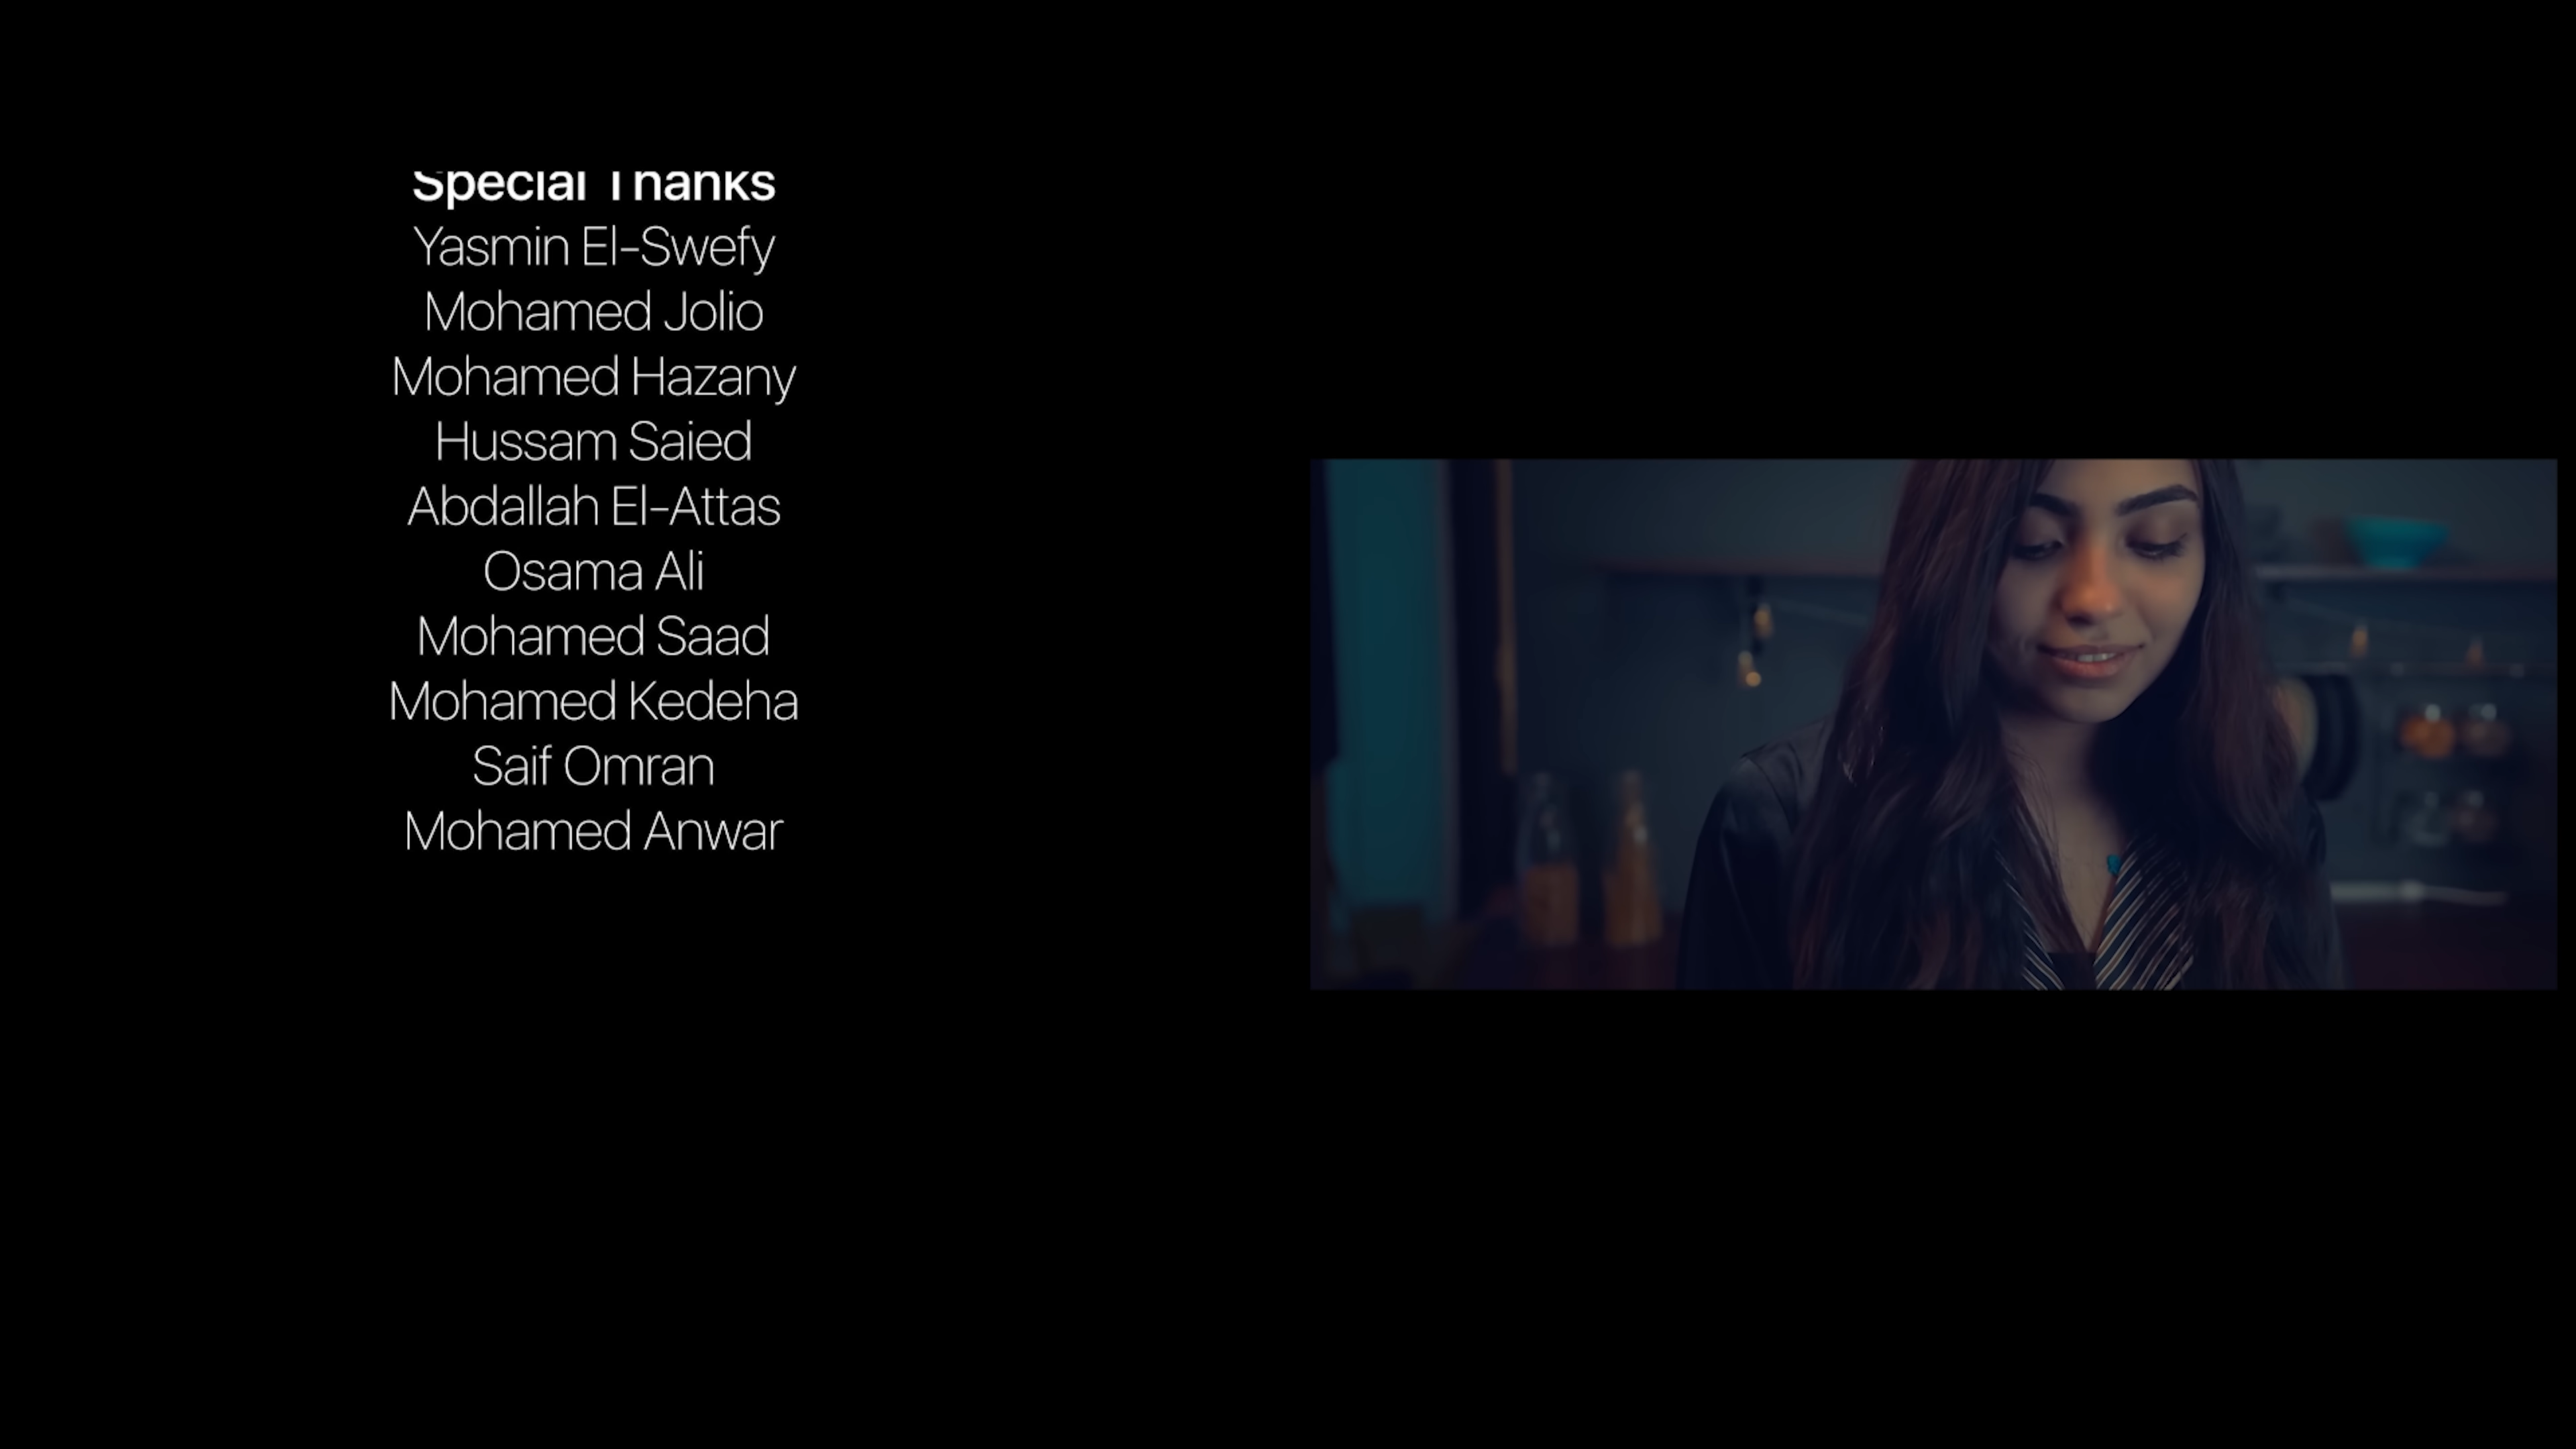 Special Thanks
Yasmin El-Swefy
Mohamed Jolio
Mohamed Hazany
Hussam Saied
Abdallah El-Attas
Osama Ali
Mohamed Saad
Mohamed Kedeha
Saif Omran
Mohamed Anwar